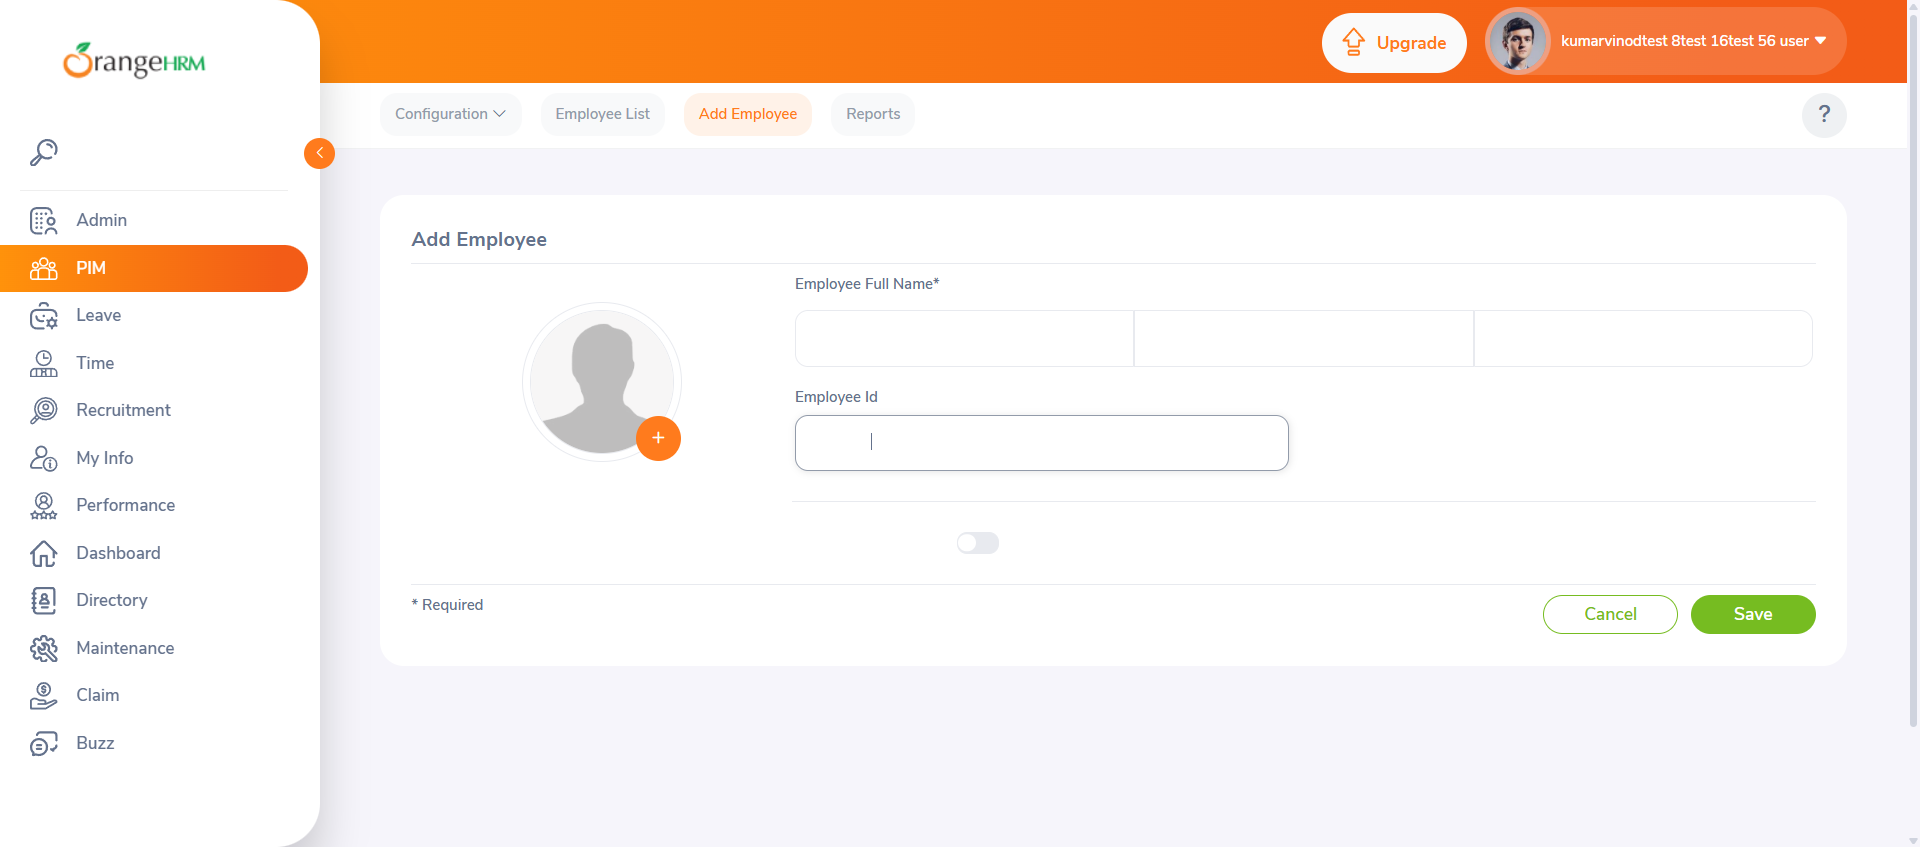 OrangeHRM
Upgrade
kumarvinodtest 8test 16test 56 user
Configuration
Employee List
Add Employee
Reports
?
Admin
PIM
Leave
Time
Recruitment
My Info
Performance
Dashboard
Directory
Maintenance
Claim
Buzz
Add Employee
Employee Full Name*
Employee Id
* Required
Cancel
Save